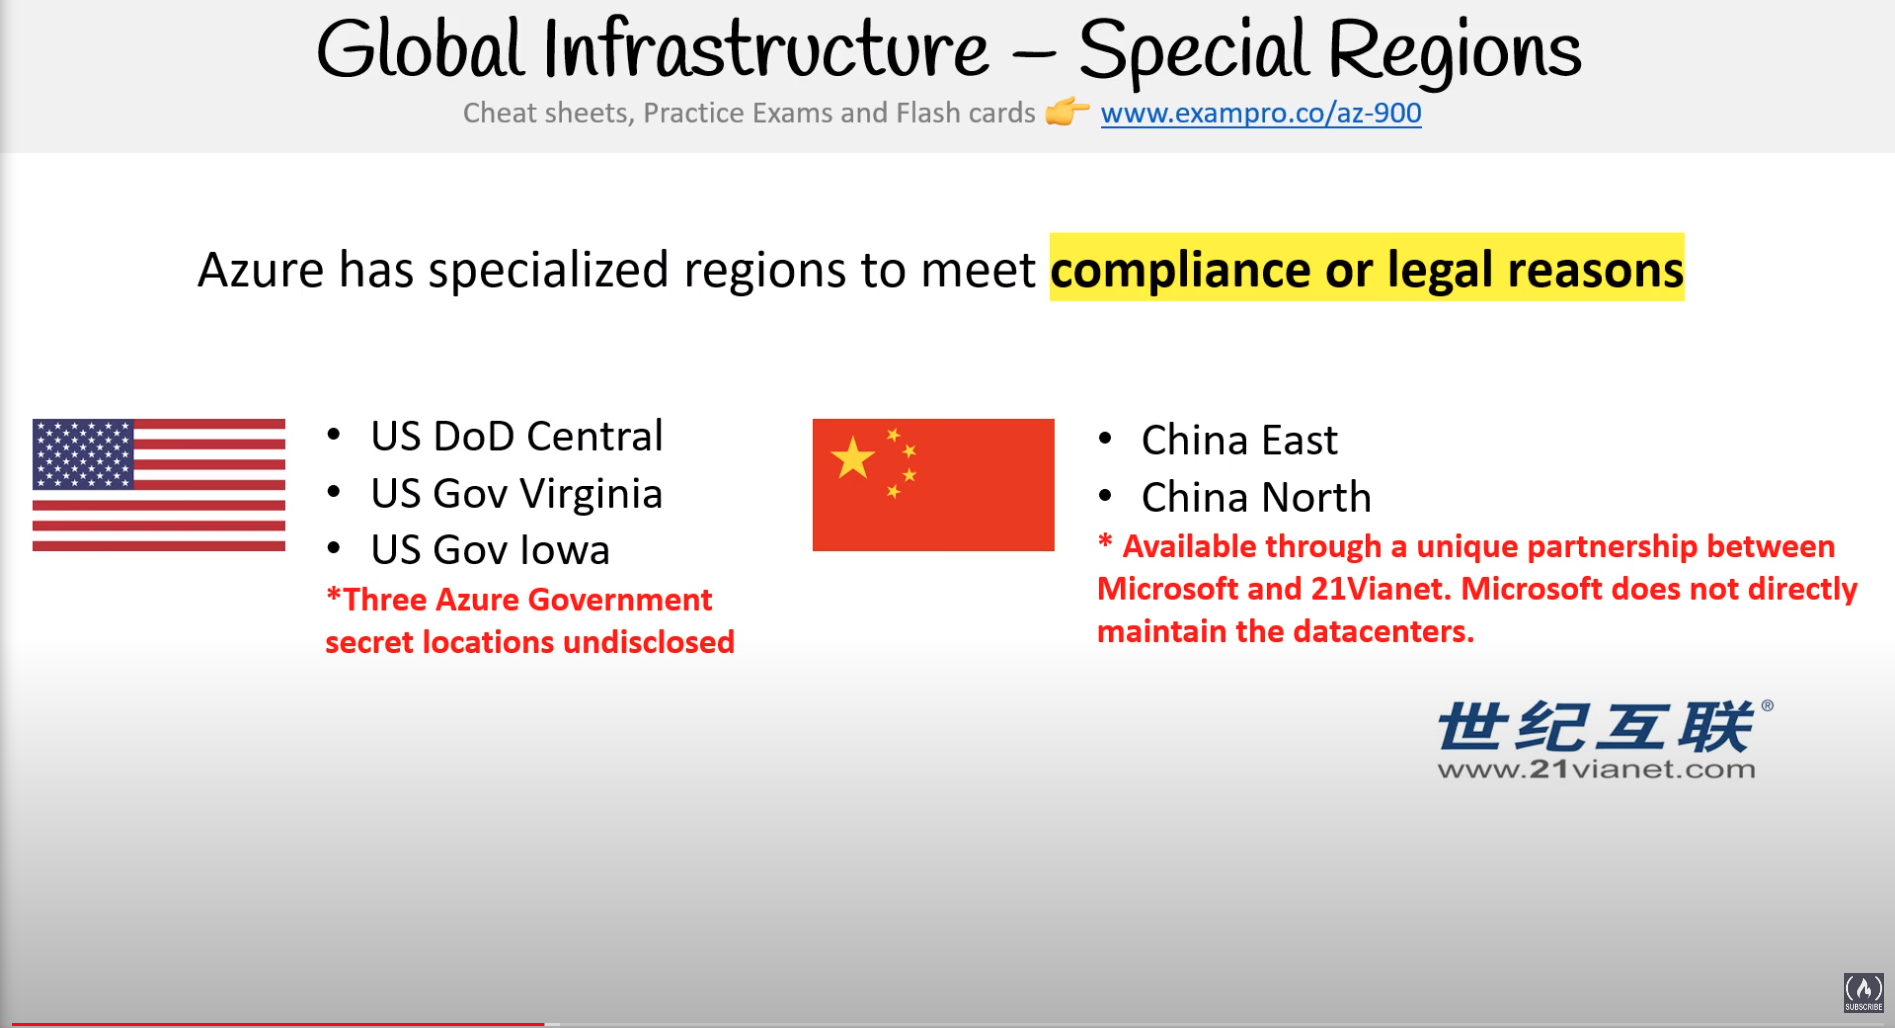 Global Infrastructure – Special Regions
Cheat sheets, Practice Exams and Flash cards 👉 www.exampro.co/az-900
Azure has specialized regions to meet compliance or legal reasons
• US DoD Central
• US Gov Virginia
• US Gov Iowa
*Three Azure Government
secret locations undisclosed
• China East
• China North
* Available through a unique partnership between
Microsoft and 21Vianet. Microsoft does not directly
maintain the datacenters.
世纪互联®
www.21vianet.com
SUBSCRIBE